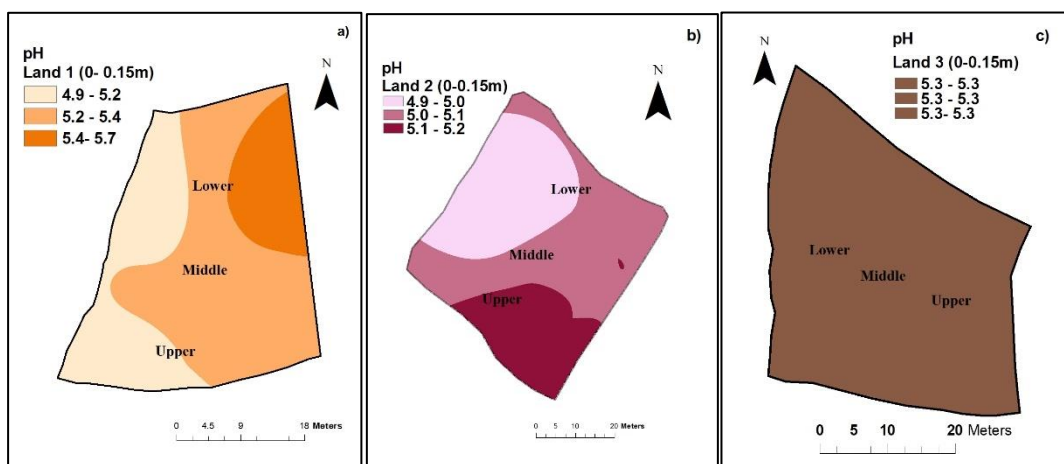 a)
pH
Land 1 (0- 0.15m)
4.9 - 5.2
5.2 - 5.4
5.4- 5.7
N
Lower
Middle
Upper
0 4.5 9 18 Meters
b)
pH
Land 2 (0-0.15m)
4.9 - 5.0
5.0 - 5.1
5.1 - 5.2
N
Lower
Middle
Upper
0 5 10 20 Meters
c)
N
pH
Land 3 (0-0.15m)
5.3 - 5.3
5.3 - 5.3
5.3- 5.3
Lower
Middle
Upper
0 5 10 20 Meters